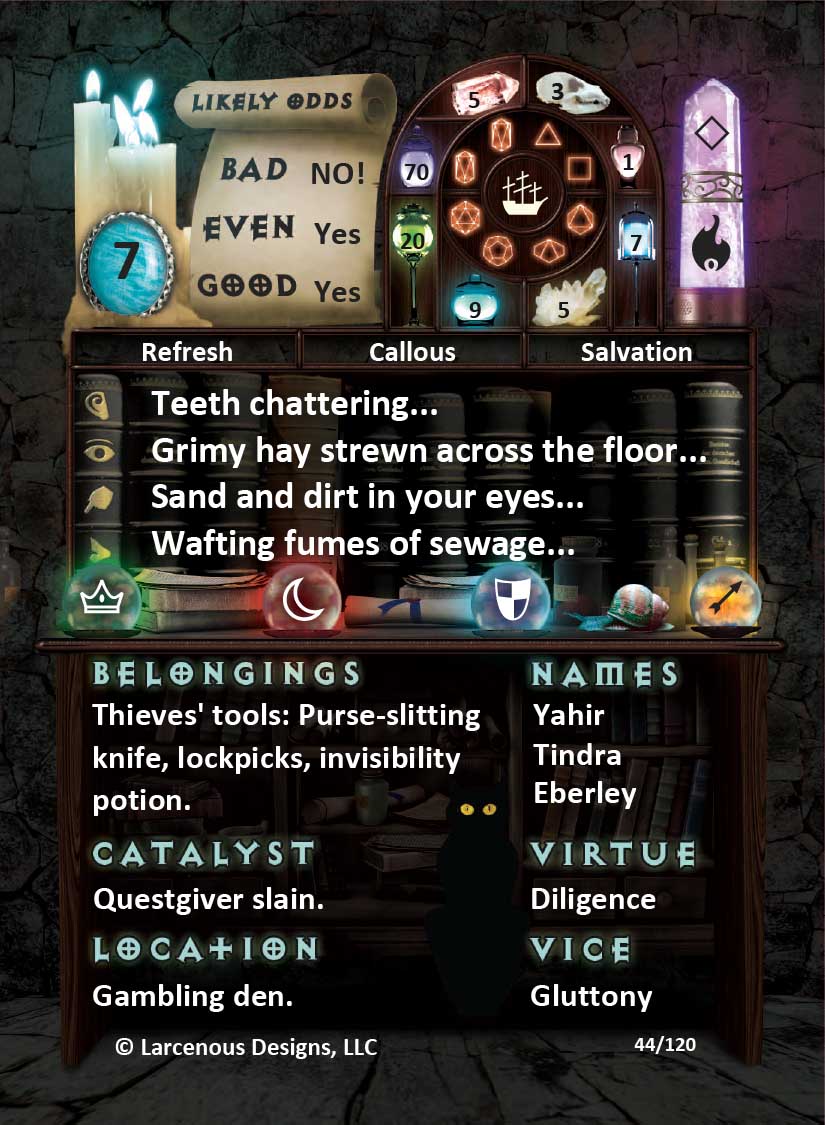 LIKELY ODDS
BAD NO!
EVEN Yes
GOOD Yes
7
5
3
70
1
20
7
9
5
Refresh Callous Salvation
Teeth chattering...
Grimy hay strewn across the floor...
Sand and dirt in your eyes...
Wafting fumes of sewage...
BELONGINGS
Thieves' tools: Purse-slitting
knife, lockpicks, invisibility
potion.
NAMES
Yahir
Tindra
Eberley
CATALYST
Questgiver slain.
VIRTUE
Diligence
LOCATION
Gambling den.
VICE
Gluttony
© Larcenous Designs, LLC
44/120